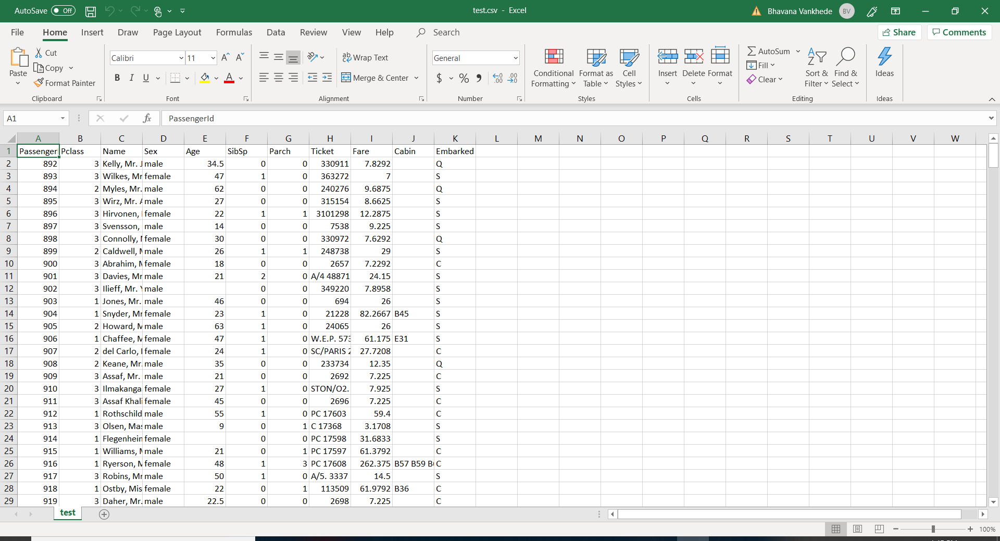 AutoSave Off test.csv - Excel Bhavana Vankhede BV
File Home Insert Draw Page Layout Formulas Data Review View Help Search Share Comments
Paste Cut Copy Format Painter Clipboard
Calibri 11 A A B I U A Font
ab Wrap Text Merge & Center Alignment
General $ % , .00 .00 Number
Conditional Formatting Format as Table Cell Styles Styles
Insert Delete Format Cells
AutoSum Fill Clear Sort & Filter Find & Select Editing
Ideas Ideas
A1 fx PassengerId
A B C D E F G H I J K L M N O P Q R S T U V W
1 Passenger Pclass Name Sex Age SibSp Parch Ticket Fare Cabin Embarked
2 892 3 Kelly, Mr. J male 34.5 0 0 330911 7.8292 Q
3 893 3 Wilkes, Mr female 47 1 0 363272 7 S
4 894 2 Myles, Mr. male 62 0 0 240276 9.6875 Q
5 895 3 Wirz, Mr. A male 27 0 0 315154 8.6625 S
6 896 3 Hirvonen, female 22 1 1 3101298 12.2875 S
7 897 3 Svensson, male 14 0 0 7538 9.225 S
8 898 3 Connolly, female 30 0 0 330972 7.6292 Q
9 899 2 Caldwell, M male 26 1 1 248738 29 S
10 900 3 Abrahim, M female 18 0 0 2657 7.2292 C
11 901 3 Davies, Mr male 21 2 0 A/4 48871 24.15 S
12 902 3 Ilieff, Mr. Y male 0 0 349220 7.8958 S
13 903 1 Jones, Mr. male 46 0 0 694 26 S
14 904 1 Snyder, Mr female 23 1 0 21228 82.2667 B45 S
15 905 2 Howard, M male 63 1 0 24065 26 S
16 906 1 Chaffee, M female 47 1 0 W.E.P. 573 61.175 E31 S
17 907 2 del Carlo, female 24 1 0 SC/PARIS 2 27.7208 C
18 908 2 Keane, Mr. male 35 0 0 233734 12.35 Q
19 909 3 Assaf, Mr. male 21 0 0 2692 7.225 C
20 910 3 Ilmakanga female 27 1 0 STON/O2. 7.925 S
21 911 3 Assaf Khali female 45 0 0 2696 7.225 C
22 912 1 Rothschild male 55 1 0 PC 17603 59.4 C
23 913 3 Olsen, Mas male 9 0 1 C 17368 3.1708 S
24 914 1 Flegenhein female 0 0 PC 17598 31.6833 S
25 915 1 Williams, M male 21 0 1 PC 17597 61.3792 C
26 916 1 Ryerson, M female 48 1 3 PC 17608 262.375 B57 B59 B C
27 917 3 Robins, Mr male 50 1 0 A/5. 3337 14.5 S
28 918 1 Ostby, Mis female 22 0 1 113509 61.9792 B36 C
29 919 3 Daher, Mr. male 22.5 0 0 2698 7.225 C
test
100%